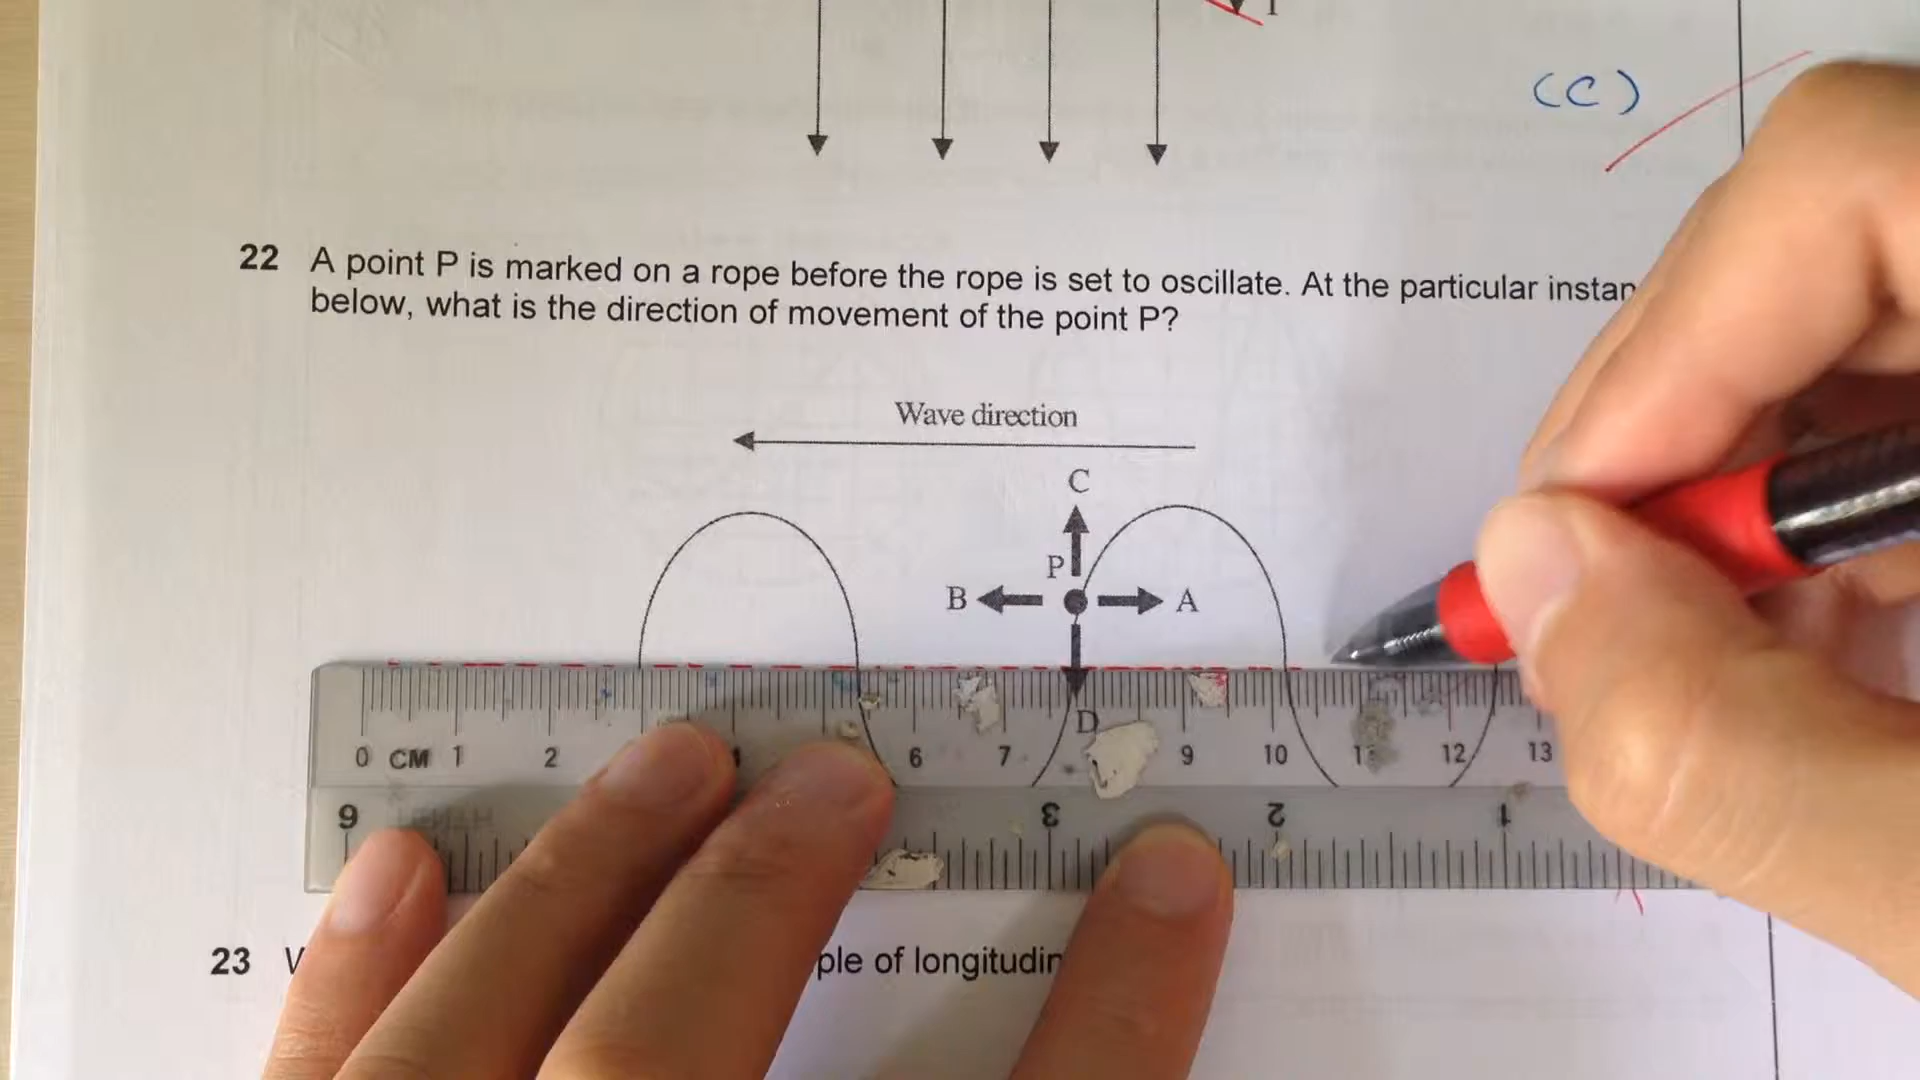 (C)
22 A point P is marked on a rope before the rope is set to oscillate. At the particular instan
below, what is the direction of movement of the point P?
Wave direction
C
P
B A
D
0 CM 1 2 6 7 9 10 12 13
6 3 2 1
23 ple of longitudin